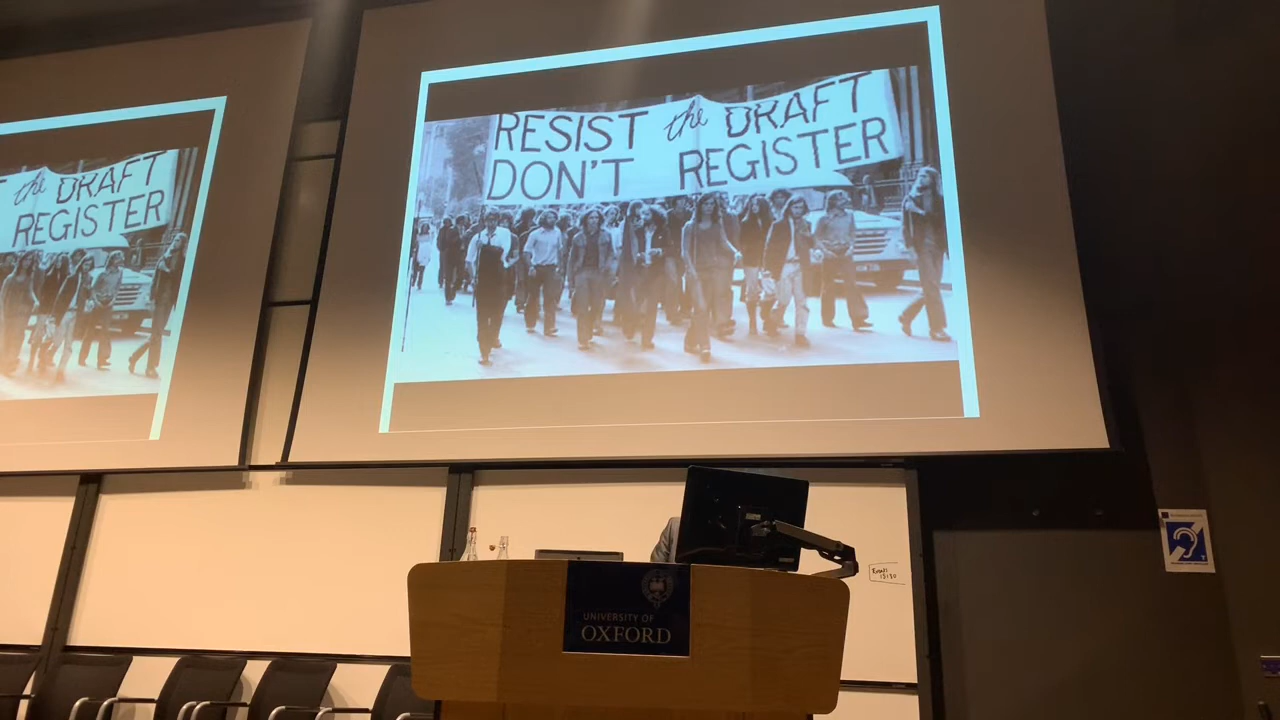 RESIST the DRAFT
DON'T REGISTER
the DRAFT
REGISTER
UNIVERSITY OF
OXFORD